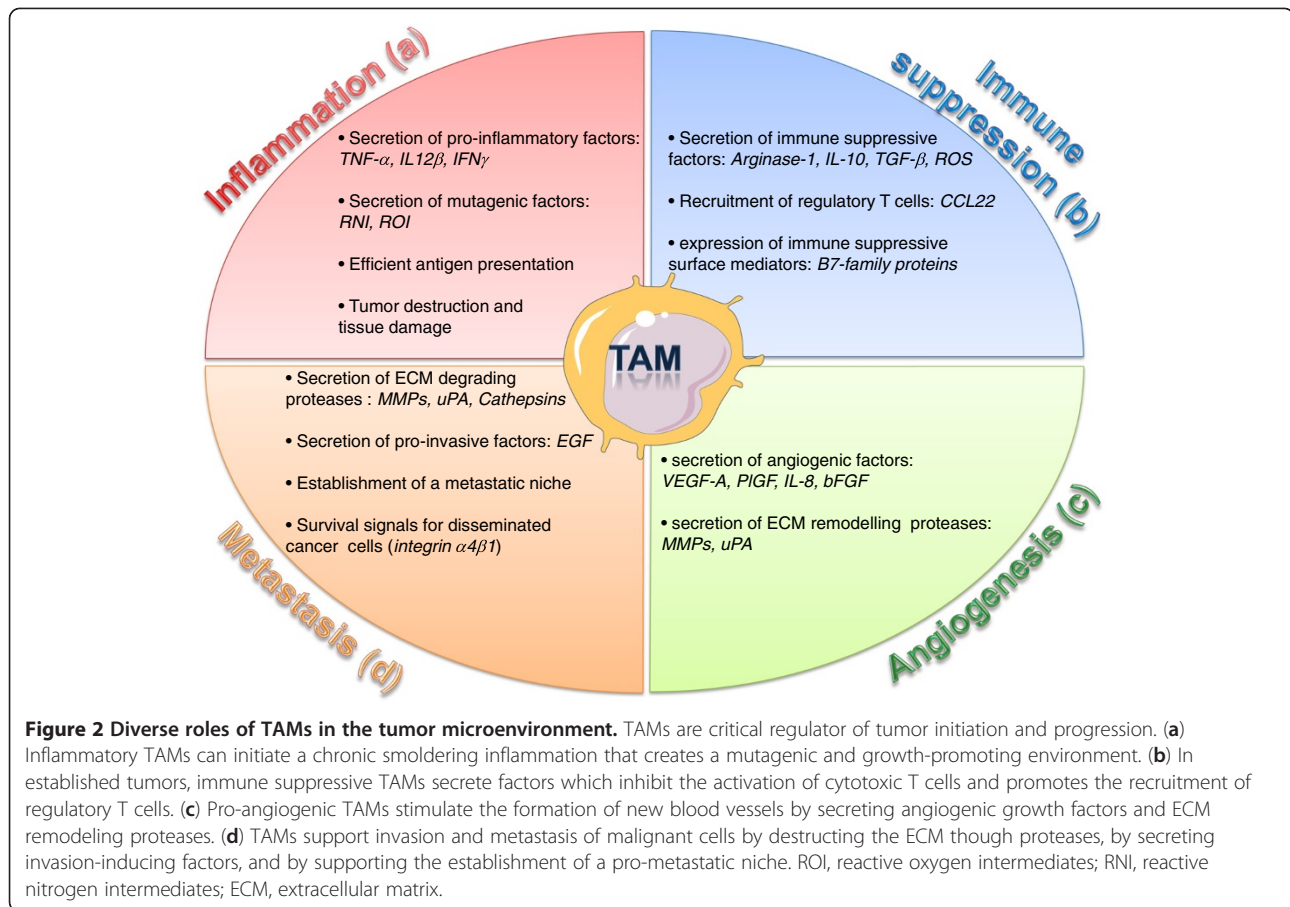 Inflammation (a)
• Secretion of pro-inflammatory factors:
TNF-α, IL12β, IFNγ
• Secretion of mutagenic factors:
RNI, ROI
• Efficient antigen presentation
• Tumor destruction and
tissue damage
Immune
suppression (b)
• Secretion of immune suppressive
factors: Arginase-1, IL-10, TGF-β, ROS
• Recruitment of regulatory T cells: CCL22
• expression of immune suppressive
surface mediators: B7-family proteins
TAM
• Secretion of ECM degrading
proteases : MMPs, uPA, Cathepsins
• Secretion of pro-invasive factors: EGF
• Establishment of a metastatic niche
• Survival signals for disseminated
cancer cells (integrin α4β1)
Metastasis (d)
• secretion of angiogenic factors:
VEGF-A, PlGF, IL-8, bFGF
• secretion of ECM remodelling proteases:
MMPs, uPA
Angiogenesis (c)
Figure 2 Diverse roles of TAMs in the tumor microenvironment. TAMs are critical regulator of tumor initiation and progression. (a)
Inflammatory TAMs can initiate a chronic smoldering inflammation that creates a mutagenic and growth-promoting environment. (b) In
established tumors, immune suppressive TAMs secrete factors which inhibit the activation of cytotoxic T cells and promotes the recruitment of
regulatory T cells. (c) Pro-angiogenic TAMs stimulate the formation of new blood vessels by secreting angiogenic growth factors and ECM
remodeling proteases. (d) TAMs support invasion and metastasis of malignant cells by destructing the ECM though proteases, by secreting
invasion-inducing factors, and by supporting the establishment of a pro-metastatic niche. ROI, reactive oxygen intermediates; RNI, reactive
nitrogen intermediates; ECM, extracellular matrix.